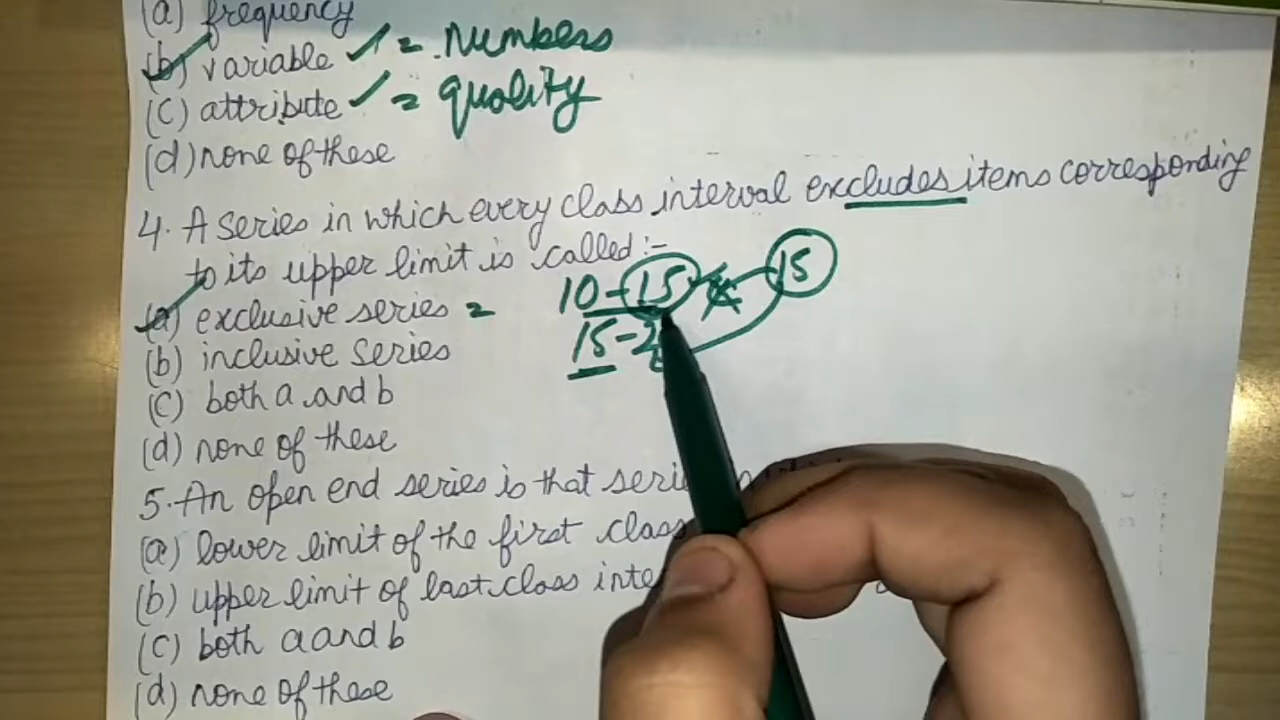 (a) frequency
(b) variable ✓ = Numbers
(c) attribute ✓ = quality
(d) none of these
4. A series in which every class interval excludes items corresponding
to its upper limit is called :-
10-15 15
(a) exclusive series =
15-2
(b) inclusive series
(c) both a and b
(d) none of these
5. An open end series is that
(a) lower limit of the first class
(b) upper limit of last class
(c) both a and b
(d) none of these